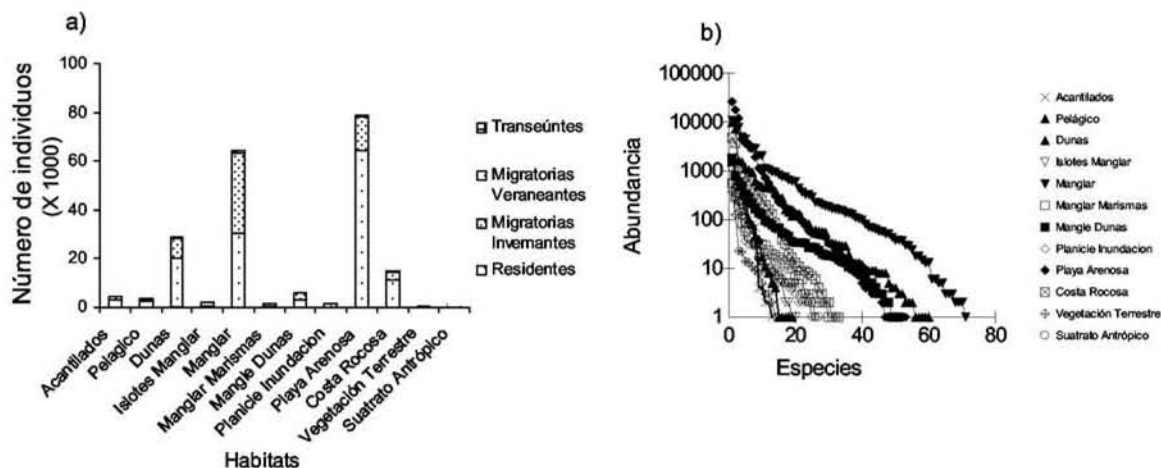 a)
100
80
60
40
20
0
Número de individuos
(X 1000)
Acantilados
Pelagico
Dunas
Islotes Manglar
Manglar
Manglar Marismas
Mangle Dunas
Planicie Inundacion
Playa Arenosa
Costa Rocosa
Vegetación Terrestre
Suatrato Antrópico
Habitats
Transeúntes
Migratorias
Veraneantes
Migratorias
Invernantes
Residentes
b)
100000
10000
1000
100
10
1
Abundancia
0 20 40 60 80
Especies
Acantilados
Pelágico
Dunas
Islotes Manglar
Manglar
Manglar Marismas
Mangle Dunas
Planicie Inundacion
Playa Arenosa
Costa Rocosa
Vegetación Terrestre
Suatrato Antrópico